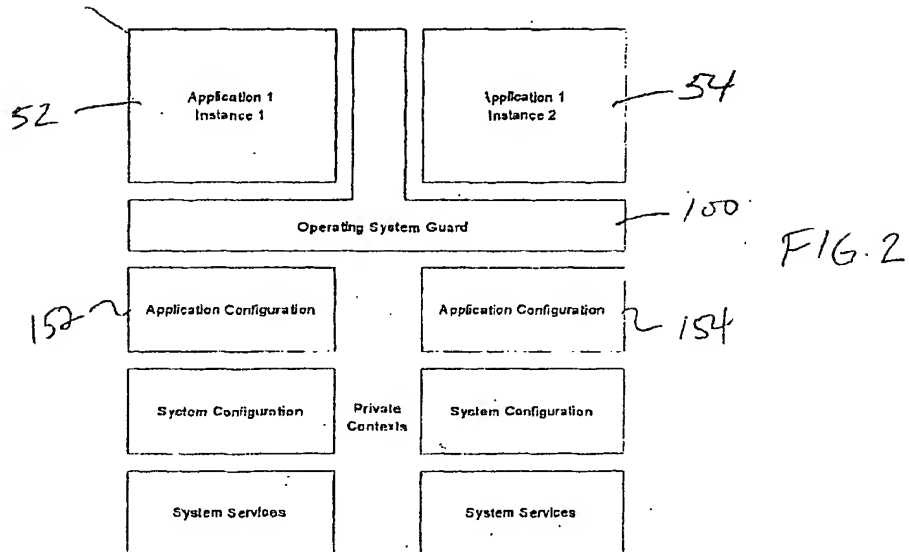 Application 1
Instance 1
Application 1
Instance 2
52
54
Operating System Guard
100
FIG. 2
152
Application Configuration
Application Configuration
154
System Configuration
Private
Contexts
System Configuration
System Services
System Services